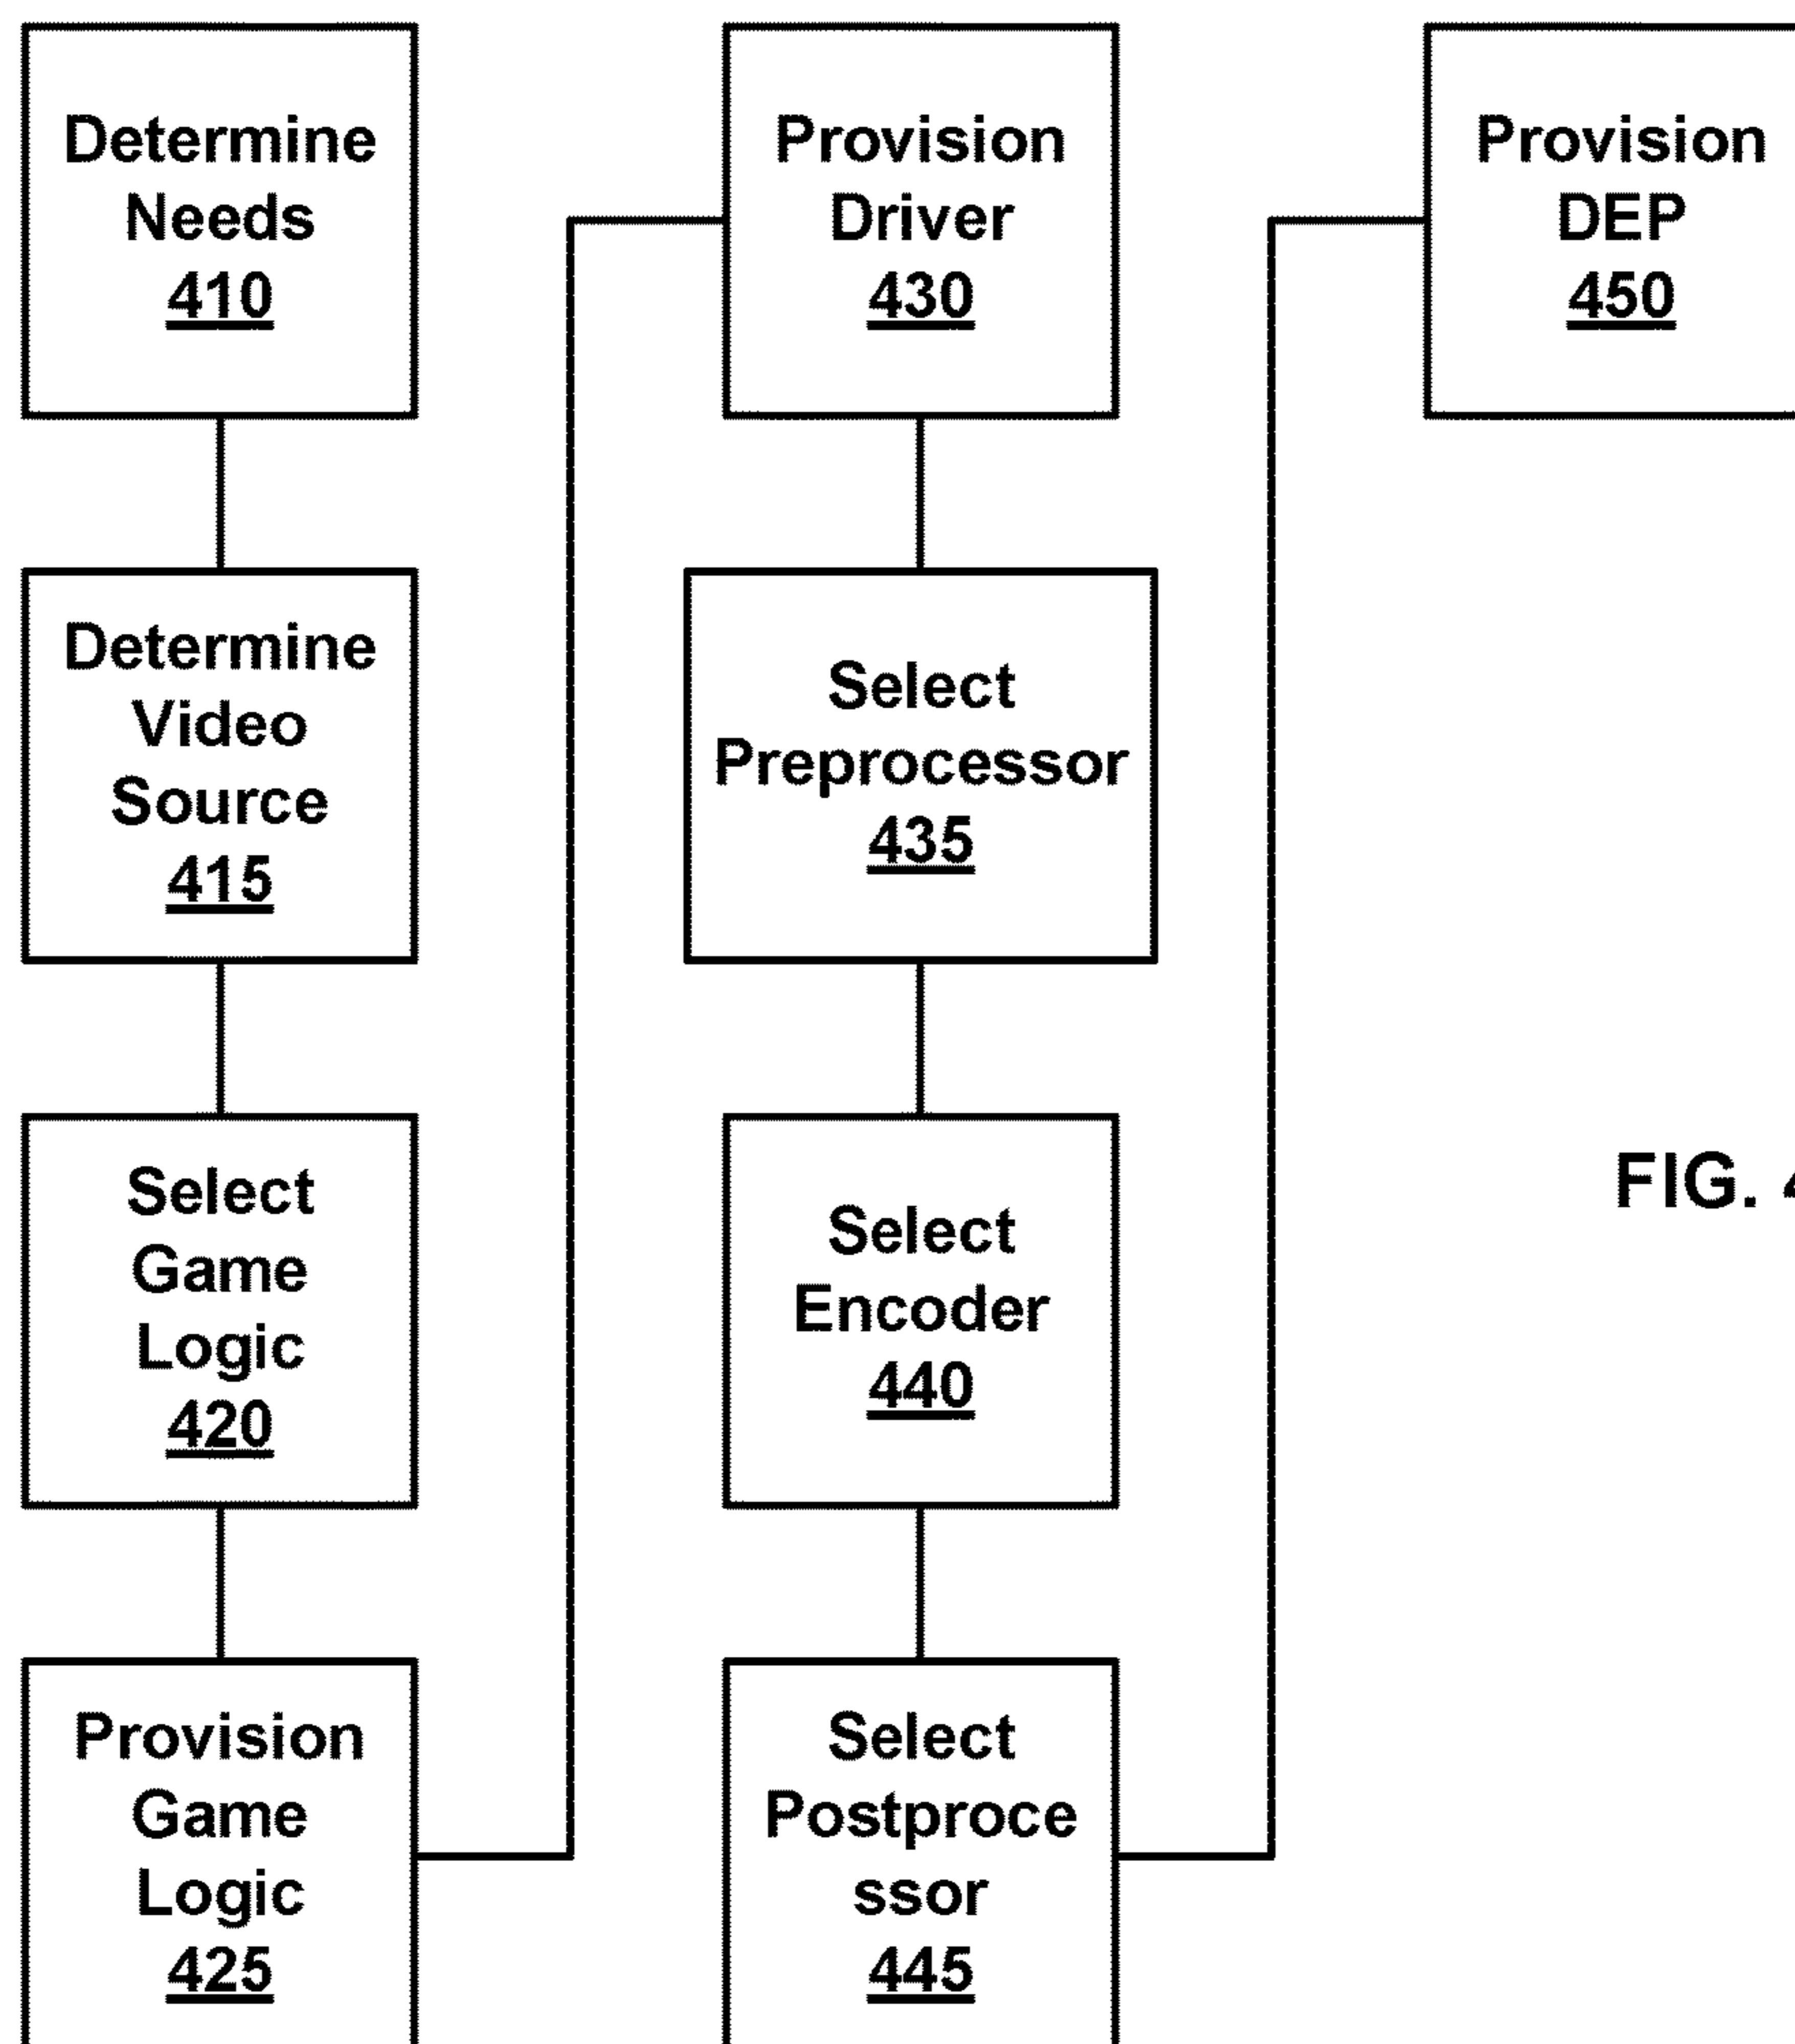 Determine
Needs
410
Determine
Video
Source
415
Select
Game
Logic
420
Provision
Game
Logic
425
Provision
Driver
430
Select
Preprocessor
435
Select
Encoder
440
Select
Postproce
ssor
445
Provision
DEP
450
FIG. 4